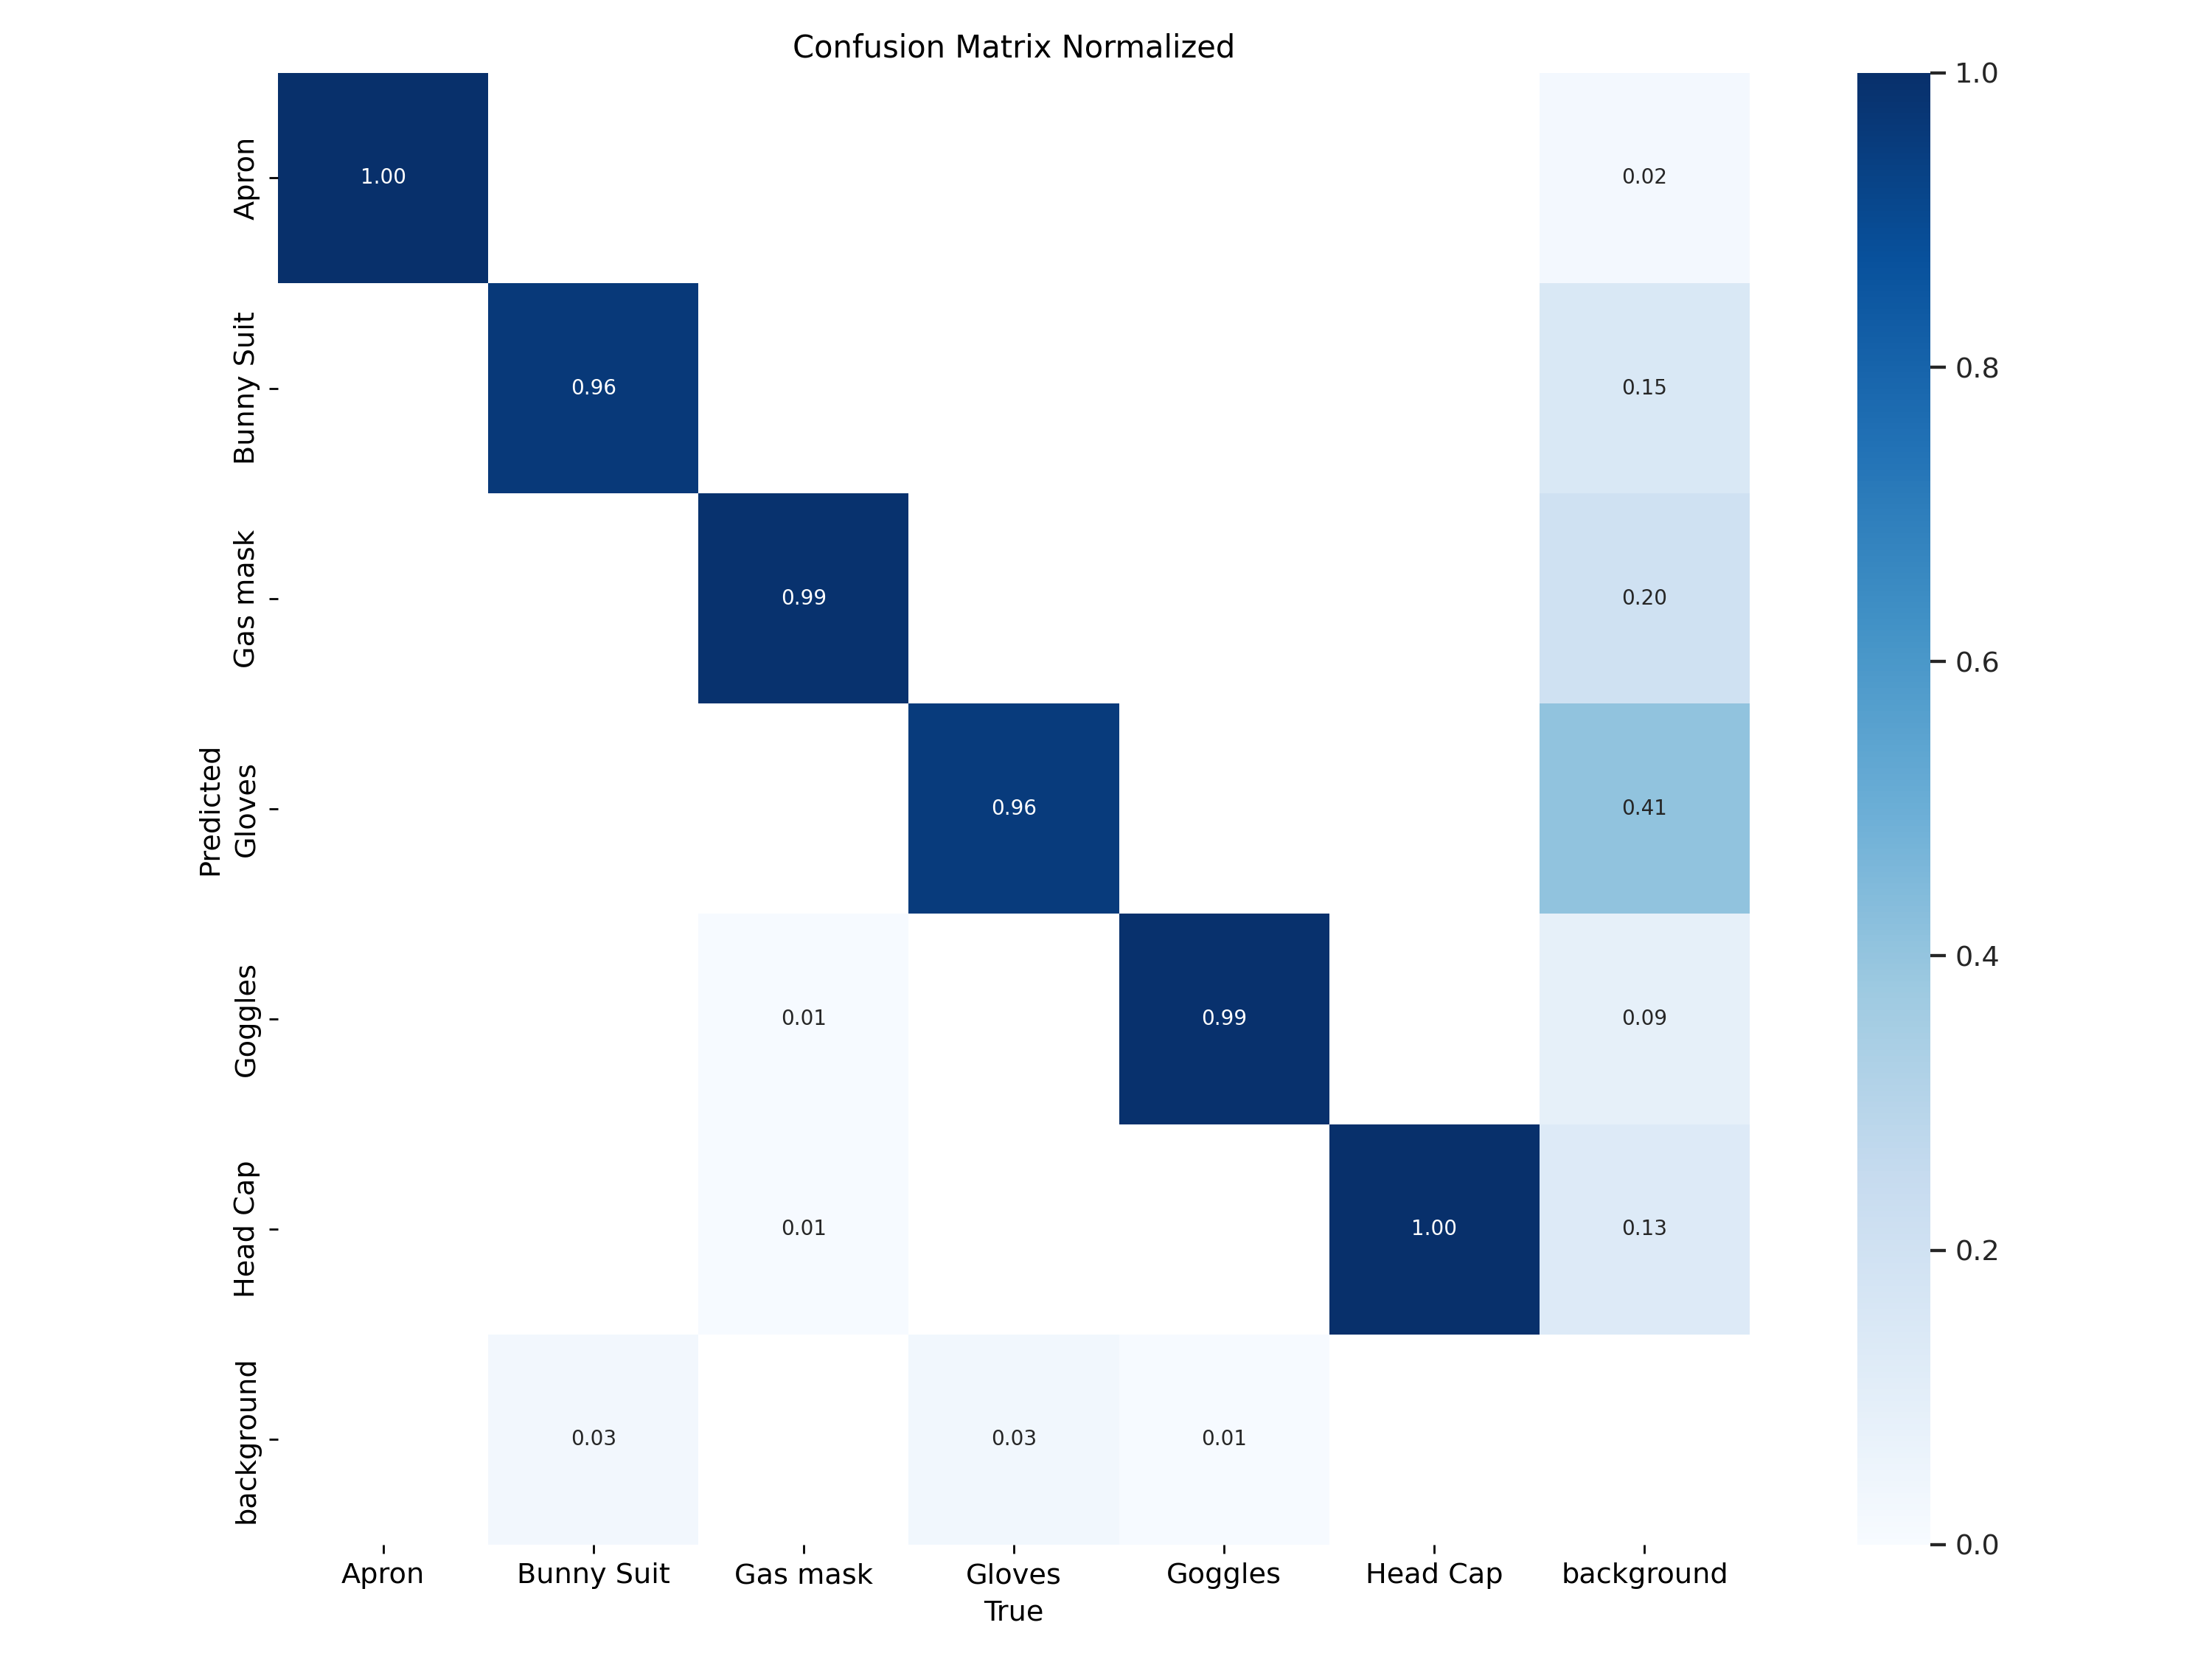 Confusion Matrix Normalized
Apron
1.00
0.02
Bunny Suit
0.96
0.15
Gas mask
0.99
0.20
Predicted
Gloves
0.96
0.41
Goggles
0.01
0.99
0.09
Head Cap
0.01
1.00
0.13
background
0.03
0.03
0.01
Apron Bunny Suit Gas mask Gloves Goggles Head Cap background
True
1.0
0.8
0.6
0.4
0.2
0.0